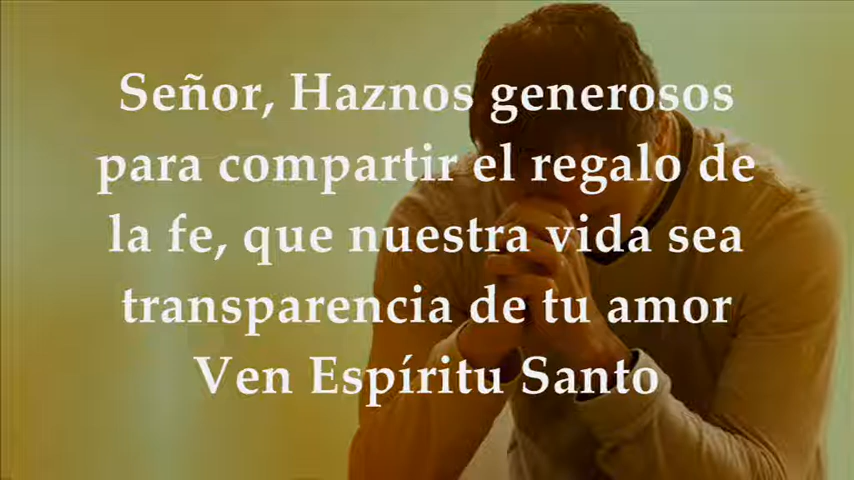 Señor, Haznos generosos
para compartir el regalo de
la fe, que nuestra vida sea
transparencia de tu amor
Ven Espíritu Santo